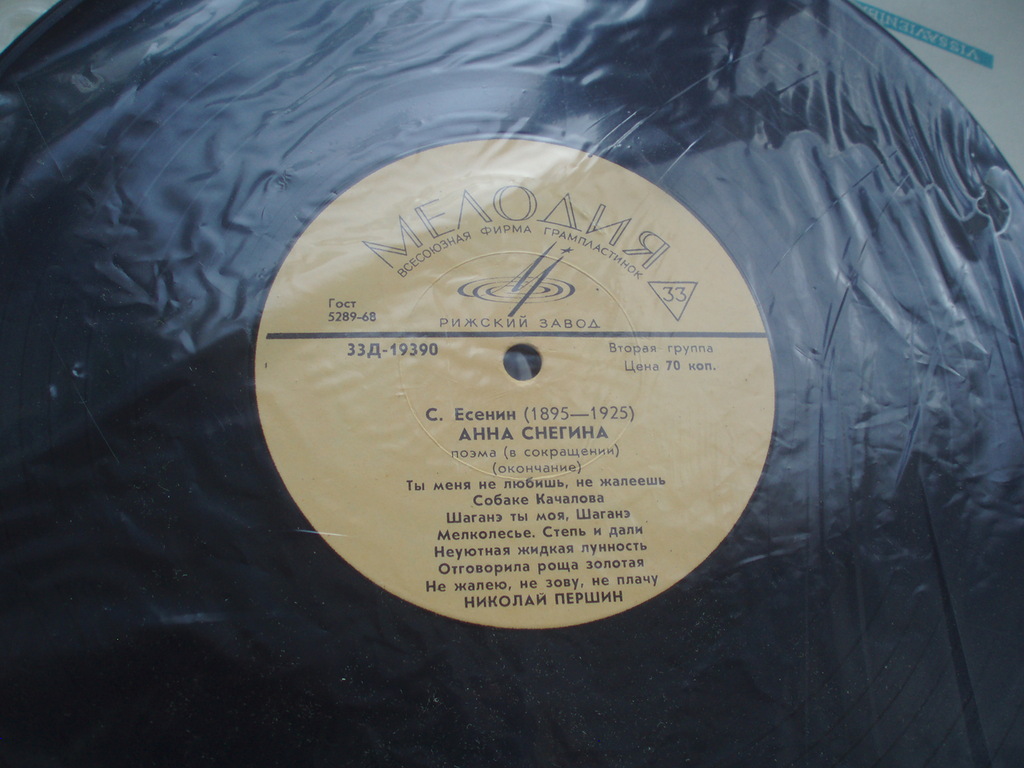 МЕЛОДИЯ
ВСЕСОЮЗНАЯ ФИРМА ГРАМПЛАСТИНОК
33
Гост
5289-68
РИЖСКИЙ ЗАВОД
33Д-19390
Вторая группа
Цена 70 коп.
С. Есенин (1895—1925)
АННА СНЕГИНА
поэма (в сокращении)
(окончание)
Ты меня не любишь, не жалеешь
Собаке Качалова
Шаганэ ты моя, Шаганэ
Мелколесье. Степь и дали
Неуютная жидкая лунность
Отговорила роща золотая
Не жалею, не зову, не плачу
НИКОЛАЙ ПЕРШИН